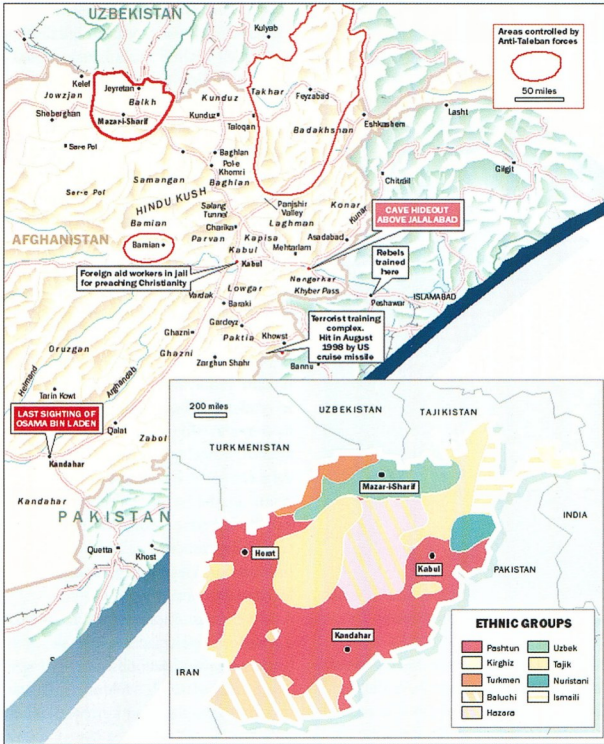 UZBEKISTAN
Kulyab
Areas controlled by
Anti-Taleban forces
50 miles
Kelef
Jeyretan
Jowzjan
Balkh
Kunduz
Takhar
Feyzabad
Sheberghan
Mazar-i-Sharif
Kunduz
Taloqan
Badakhshan
Eshkashem
Lasht
Sare Pol
Baghlan
Pol-e
Khomri
Baghlan
Gilgit
Sar-e Pol
Samangan
Chitrāil
HINDU KUSH
Panjshir
Valley
Konar
Kunar
Salang
Tunnel
Laghman
CAVE HIDEOUT
ABOVE JALALABAD
Bamian
Charikar
Parvan
Kapisa
Asadabad
AFGHANISTAN
Bamian
Kabul
Mehtarlam
Kabul
Rebels
trained
here
Foreign aid workers in jail
for preaching Christianity
Nangarkar
Khyber Pass
Lowgar
Vardak
Baraki
Peshawar
ISLAMABAD
Gardeyz
Terrorist training
complex.
Hit in August
1998 by US
cruise missile
Ghazni
Paktia
Khowst
Oruzgan
Ghazni
Zarghun Shahr
Bannu
Helmand
Tarin Kowt
Arghandab
LAST SIGHTING OF
OSAMA BIN LADEN
Qalat
Zabol
Kandahar
Kandahar
PAKISTAN
Quetta
Khost
200 miles
UZBEKISTAN
TAJIKISTAN
TURKMENISTAN
Mazar-i-Sharif
INDIA
Herat
Kabul
PAKISTAN
Kandahar
IRAN
ETHNIC GROUPS
Pashtun
Uzbek
Kirghiz
Tajik
Turkmen
Nuristani
Baluchi
Ismaili
Hazara